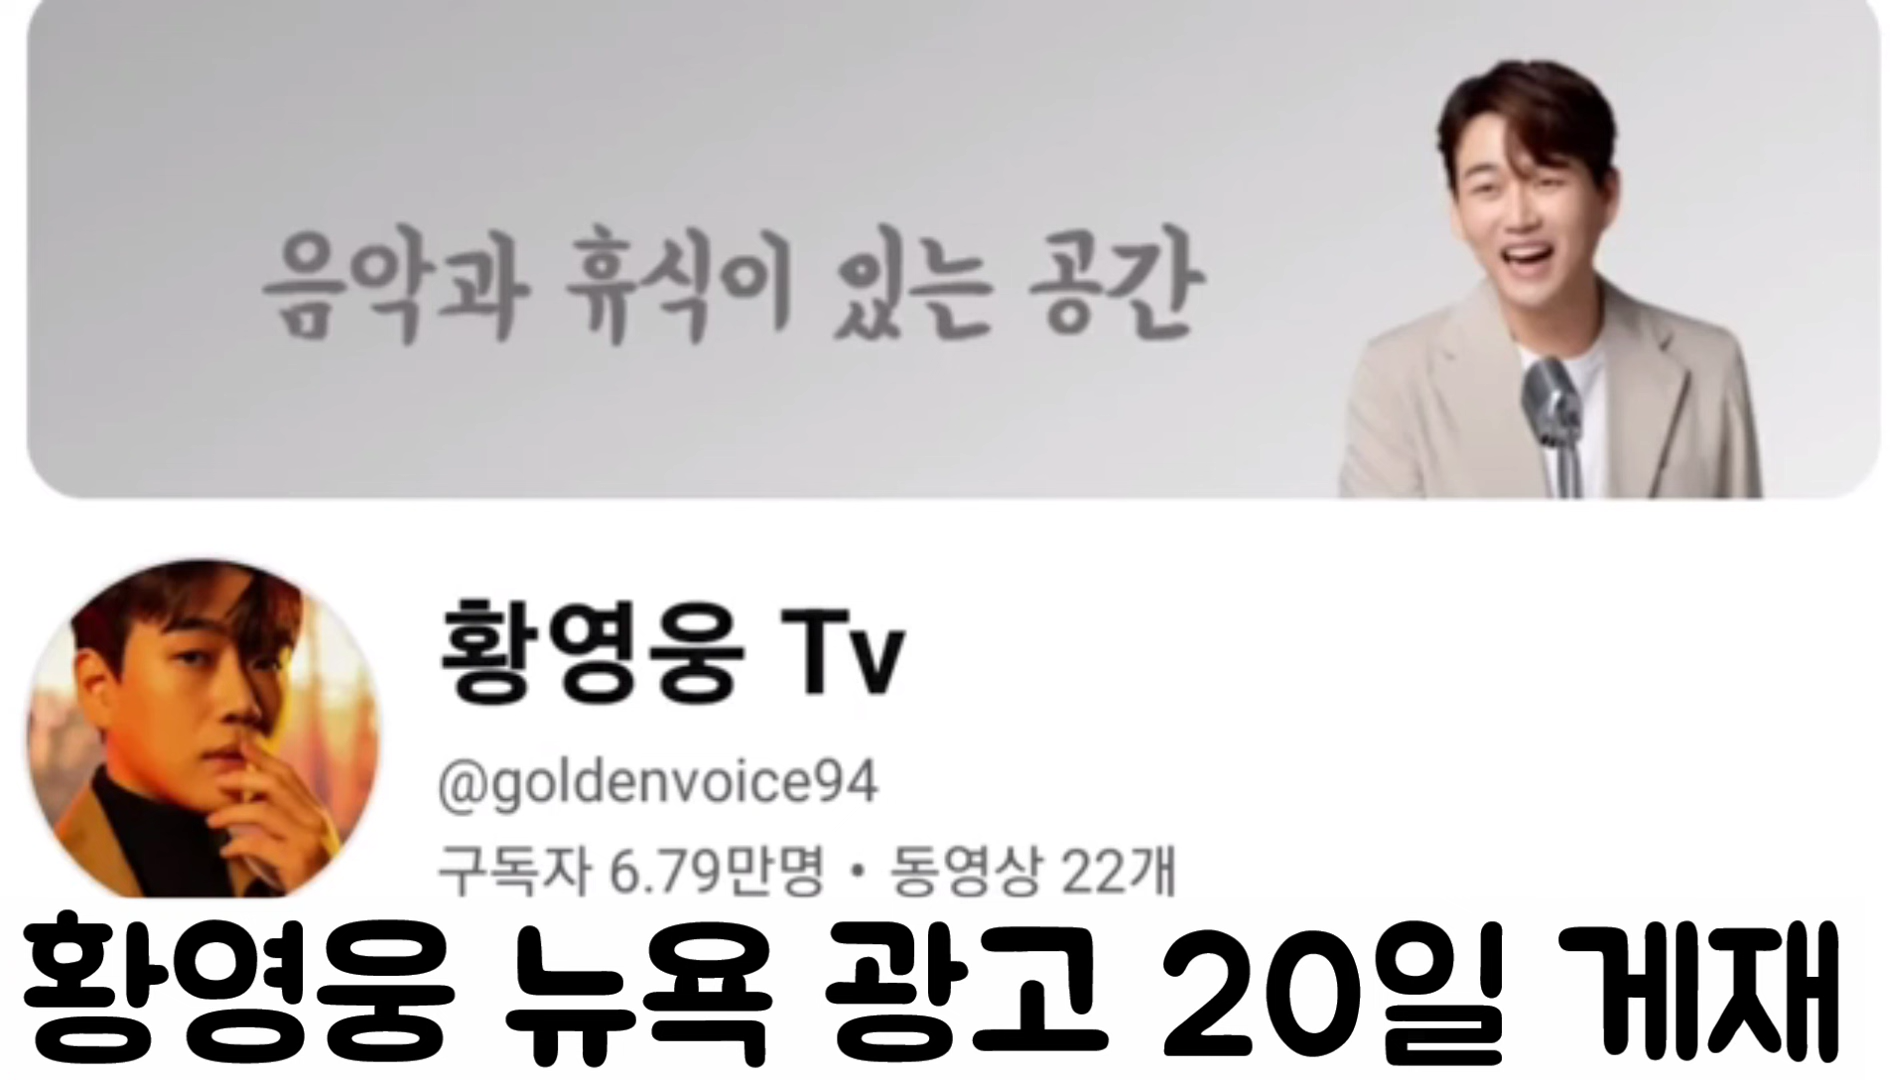 음악과 휴식이 있는 공간
황영웅 Tv
@goldenvoice94
구독자 6.79만명 • 동영상 22개
황영웅 뉴욕 광고 20일 게재